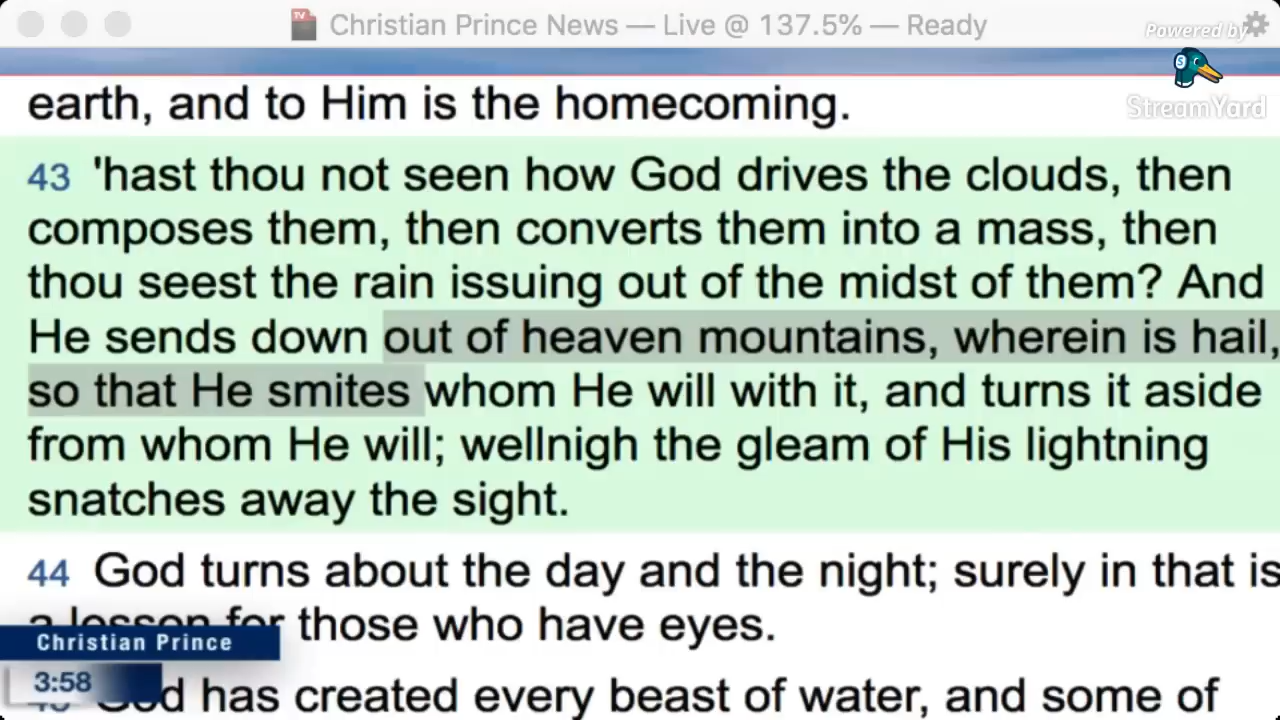 Christian Prince News — Live @ 137.5% — Ready
Powered by
StreamYard
earth, and to Him is the homecoming.
43 'hast thou not seen how God drives the clouds, then
composes them, then converts them into a mass, then
thou seest the rain issuing out of the midst of them? And
He sends down out of heaven mountains, wherein is hail,
so that He smites whom He will with it, and turns it aside
from whom He will; wellnigh the gleam of His lightning
snatches away the sight.
44 God turns about the day and the night; surely in that is
a lesson for those who have eyes.
God has created every beast of water, and some of
Christian Prince
3:58